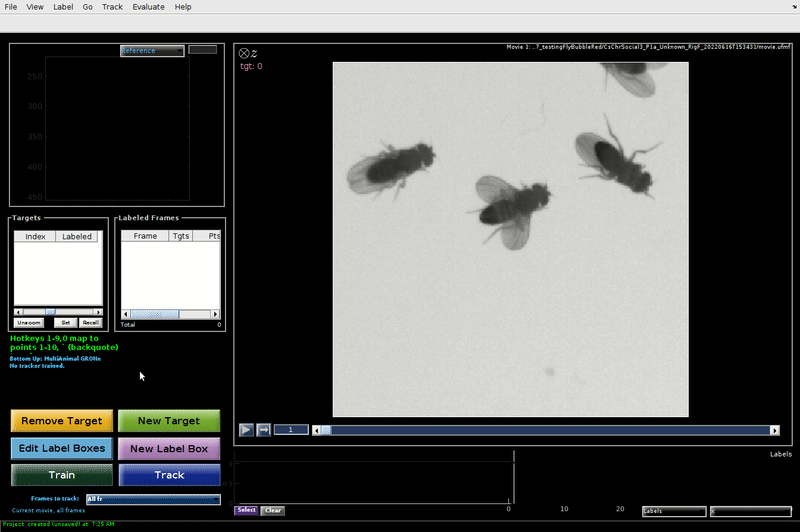 File View Label Go Track Evaluate Help
Reference
Movie 1: ...7_testingFlyBubbleRed/CsChrSocial3_P1a_Unknown_RigF_20220616T153431/movie.ufmf
z
tgt: 0
250
300
350
400
450
Targets
Index Labeled
Unzoom Set Recall
Labeled Frames
Frame Tgts Pts
Total 0
Hotkeys 1-9,0 map to
points 1-10, ` (backquote)
Bottom Up: MultiAnimal GRONe
No tracker trained.
Remove Target New Target
Edit Label Boxes New Label Box
Train Track
Frames to track: All fr
Current movie, all frames
1
Labels
1
0.5
0
0 10 20
Select Clear
Labels x
Project created (unsaved) at 7:25 AM